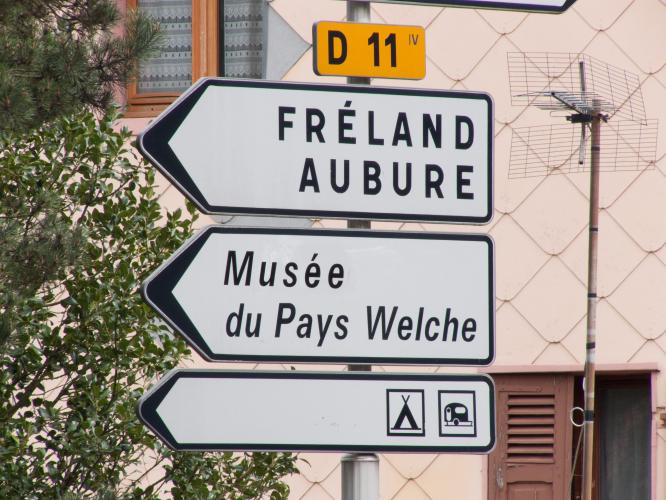 D 11 IV
FRÉLAND
AUBURE
Musée
du Pays Welche